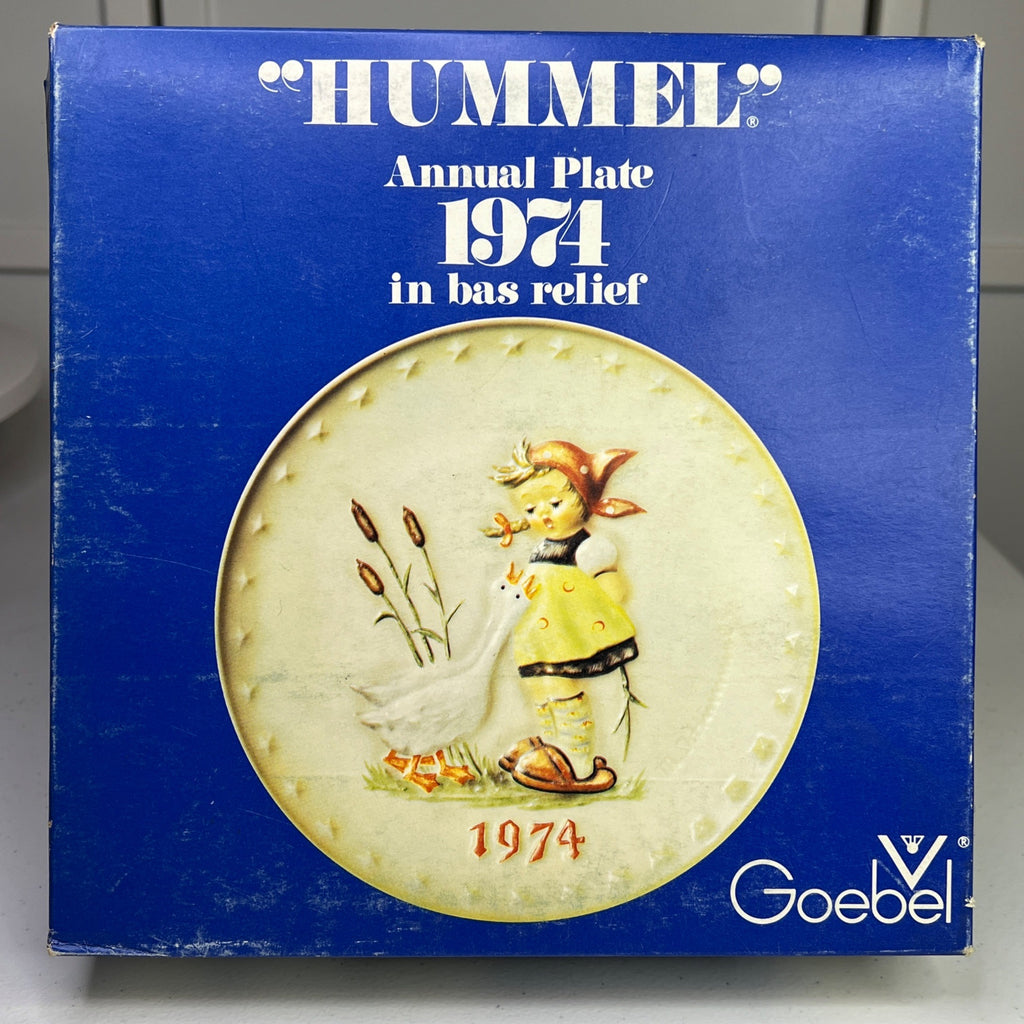 “HUMMEL”®
Annual Plate
1974
in bas relief
1974
Goebel®